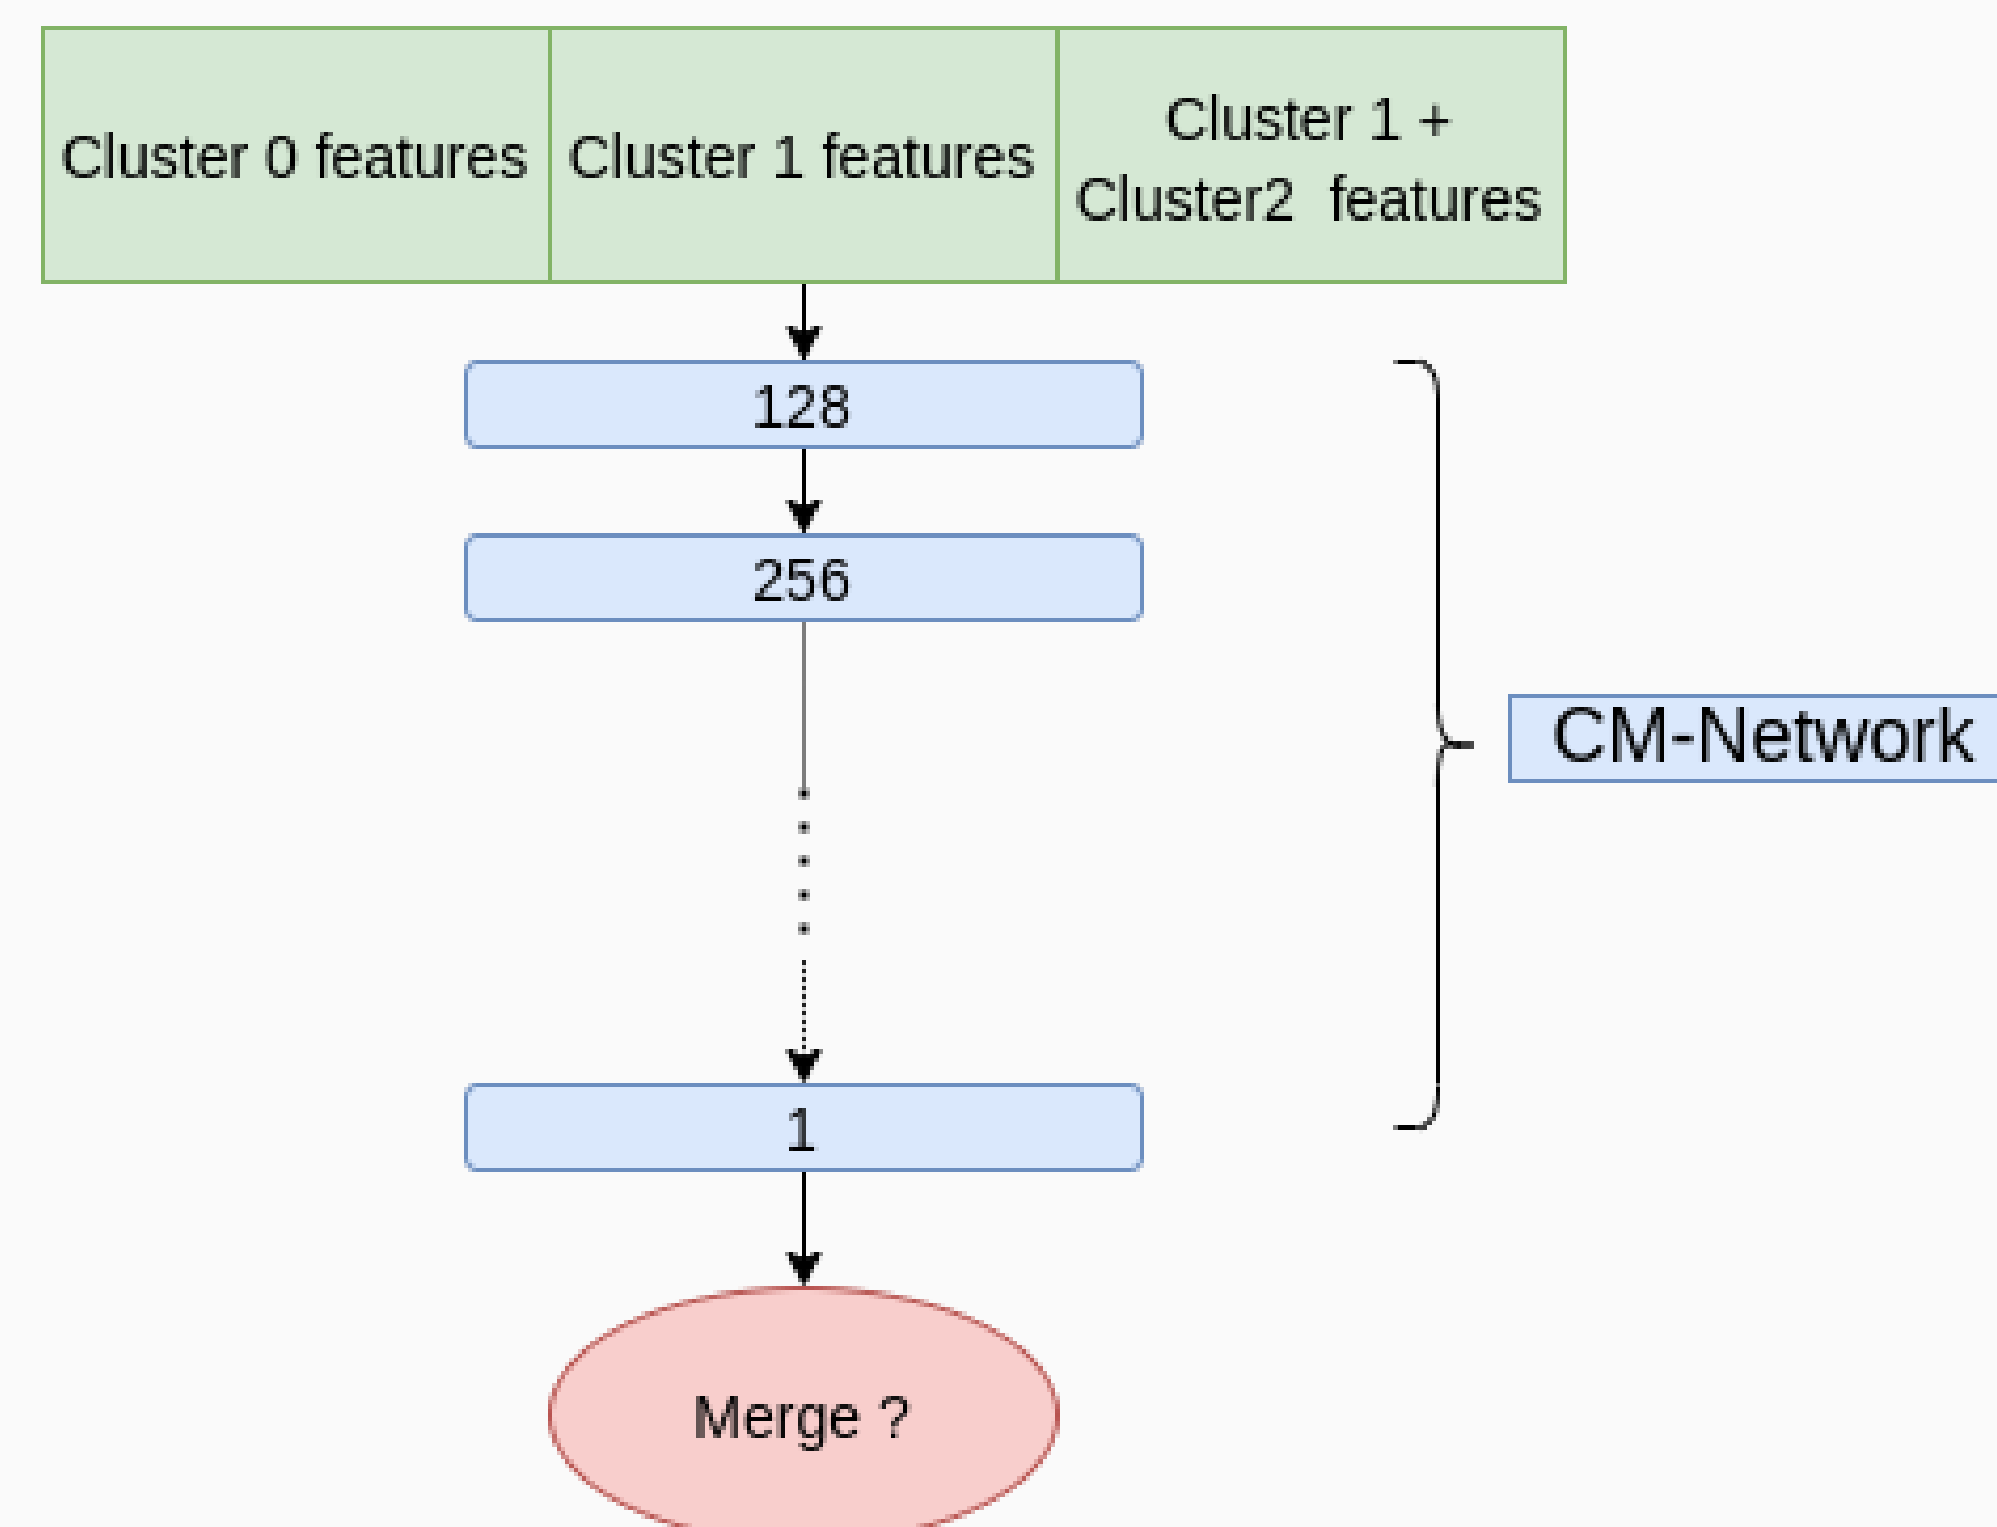 Cluster 0 features
Cluster 1 features
Cluster 1 +
Cluster2  features
128
256
CM-Network
1
Merge ?